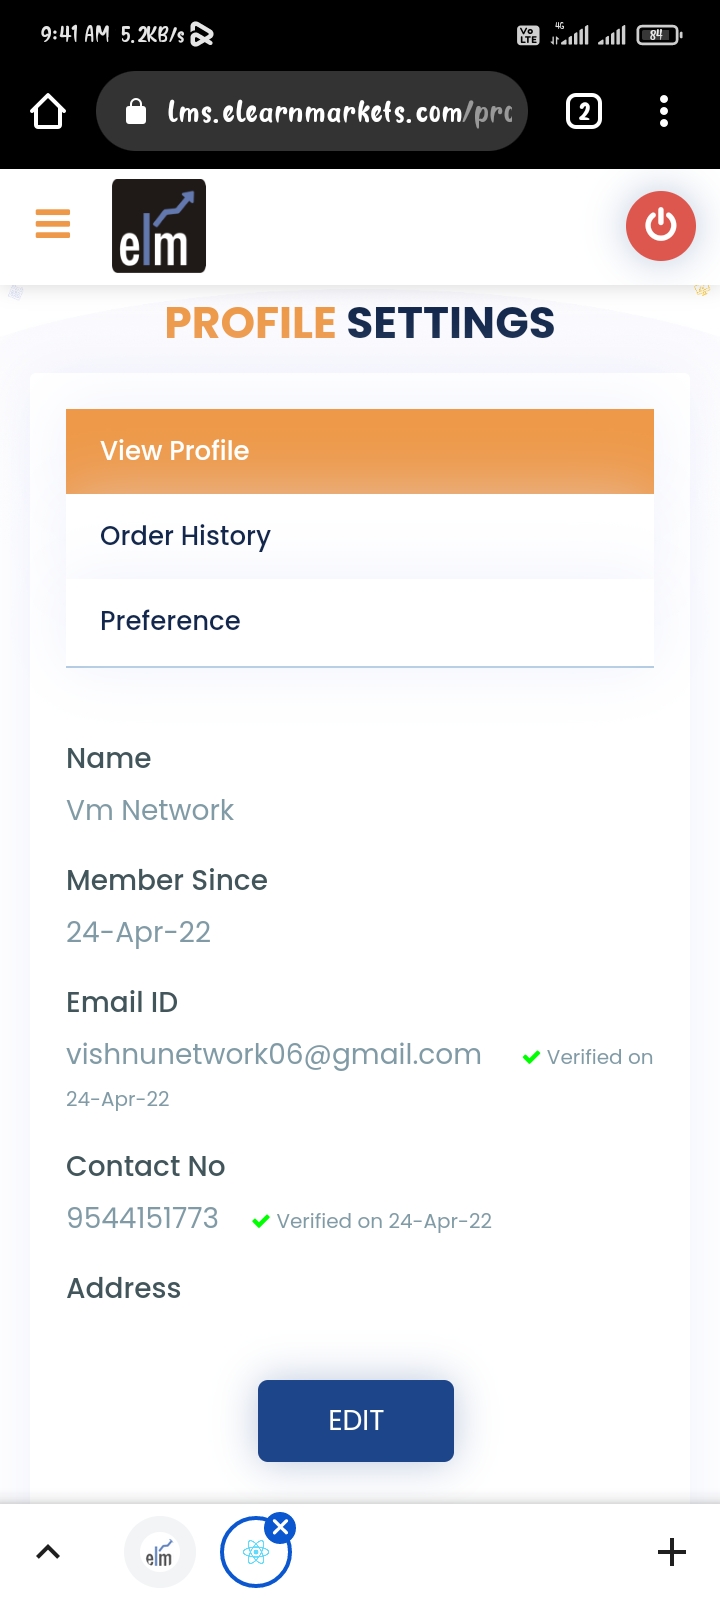 9:41 AM 5.2KB/s
Vo LTE 4G 84
lms.elearnmarkets.com/pro
2
elm
PROFILE SETTINGS
View Profile
Order History
Preference
Name
Vm Network
Member Since
24-Apr-22
Email ID
vishnunetwork06@gmail.com Verified on
24-Apr-22
Contact No
9544151773 Verified on 24-Apr-22
Address
EDIT
elm